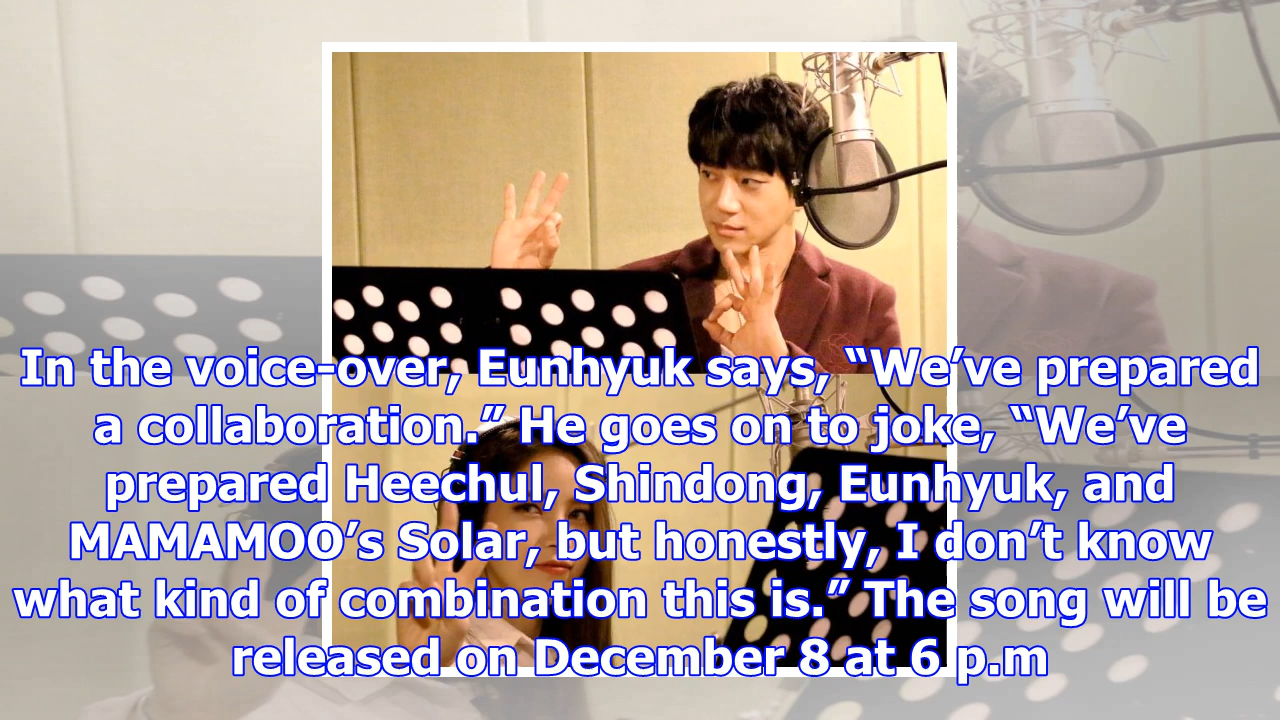 In the voice-over, Eunhyuk says, “We’ve prepared
a collaboration.” He goes on to joke, “We’ve
prepared Heechul, Shindong, Eunhyuk, and
MAMAMOO’s Solar, but honestly, I don’t know
what kind of combination this is.” The song will be
released on December 8 at 6 p.m